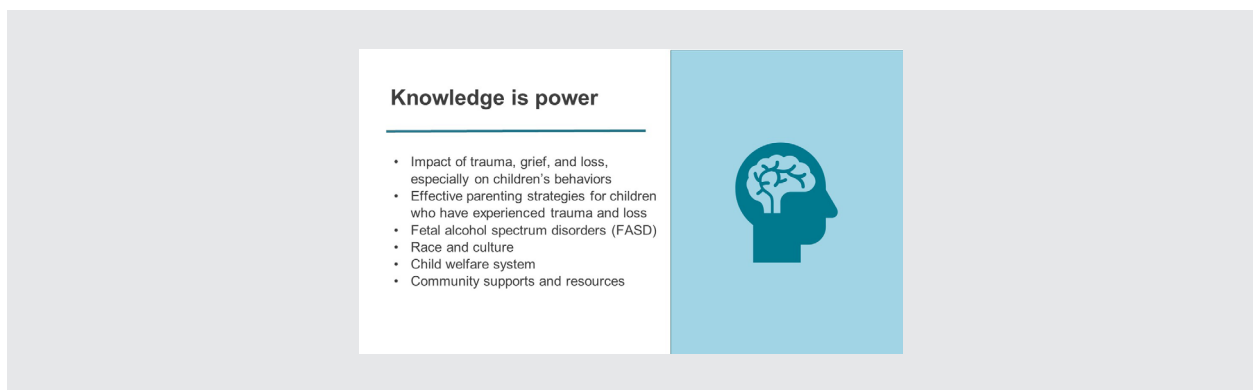 Knowledge is power
• Impact of trauma, grief, and loss,
especially on children’s behaviors
• Effective parenting strategies for children
who have experienced trauma and loss
• Fetal alcohol spectrum disorders (FASD)
• Race and culture
• Child welfare system
• Community supports and resources